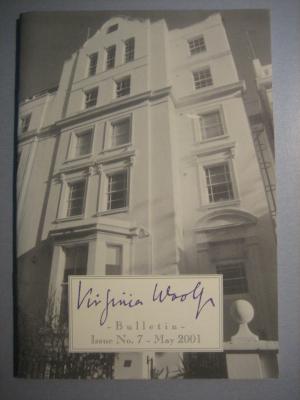 Virginia Woolf
- Bulletin -
Issue No. 7 - May 2001